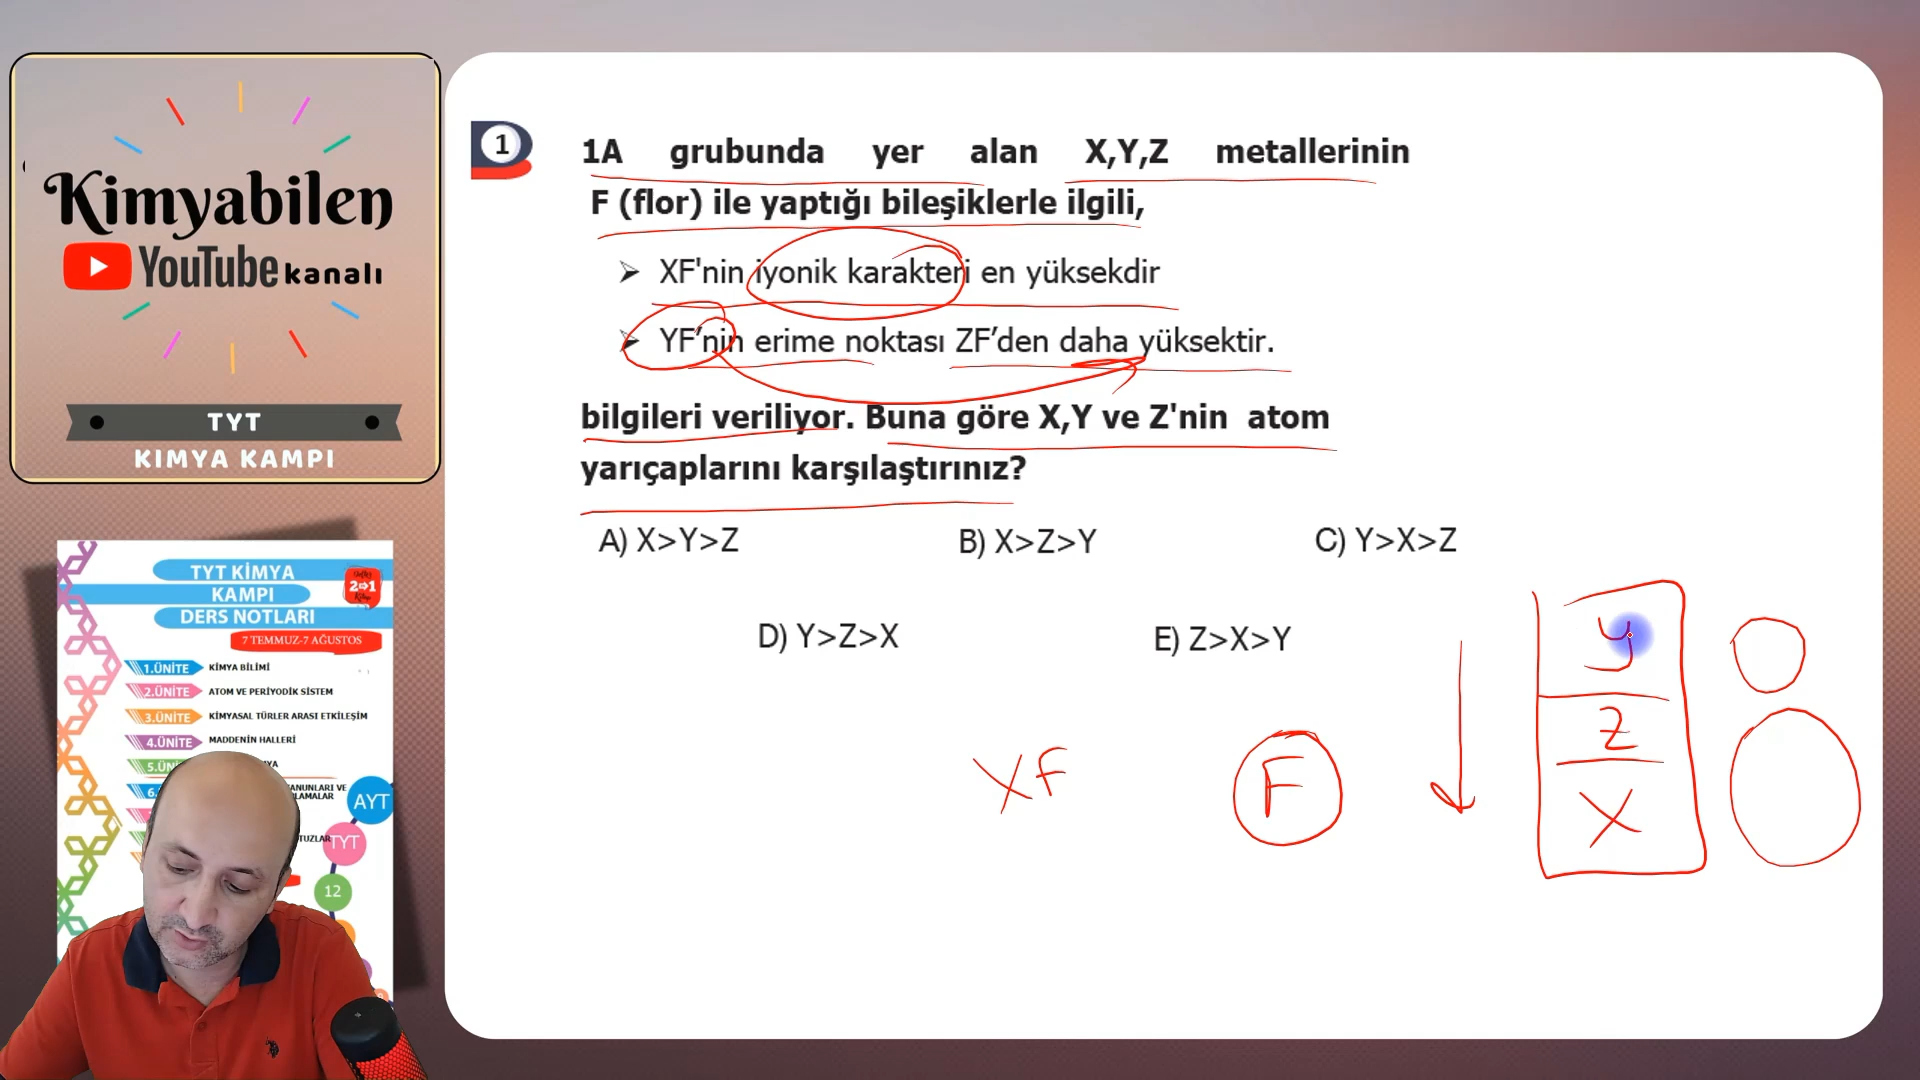 Kimyabilen
YouTube kanalı
TYT
KIMYA KAMPI
1
1A grubunda yer alan X,Y,Z metallerinin
F (flor) ile yaptığı bileşiklerle ilgili,
XF'nin iyonik karakteri en yüksekdir
YF'nin erime noktası ZF'den daha yüksektir.
bilgileri veriliyor. Buna göre X,Y ve Z'nin atom
yarıçaplarını karşılaştırınız?
A) X>Y>Z
B) X>Z>Y
C) Y>X>Z
D) Y>Z>X
E) Z>X>Y
y
Z
X
XF
F
TYT KİMYA
KAMPI
DERS NOTLARI
2⇨1
7 TEMMUZ-7 AĞUSTOS
1.ÜNİTE KİMYA BİLİMİ
2.ÜNİTE ATOM VE PERİYODİK SİSTEM
3.ÜNİTE KİMYASAL TÜRLER ARASI ETKİLEŞİM
4.ÜNİTE MADDENİN HALLERİ
AYT
TYT
12